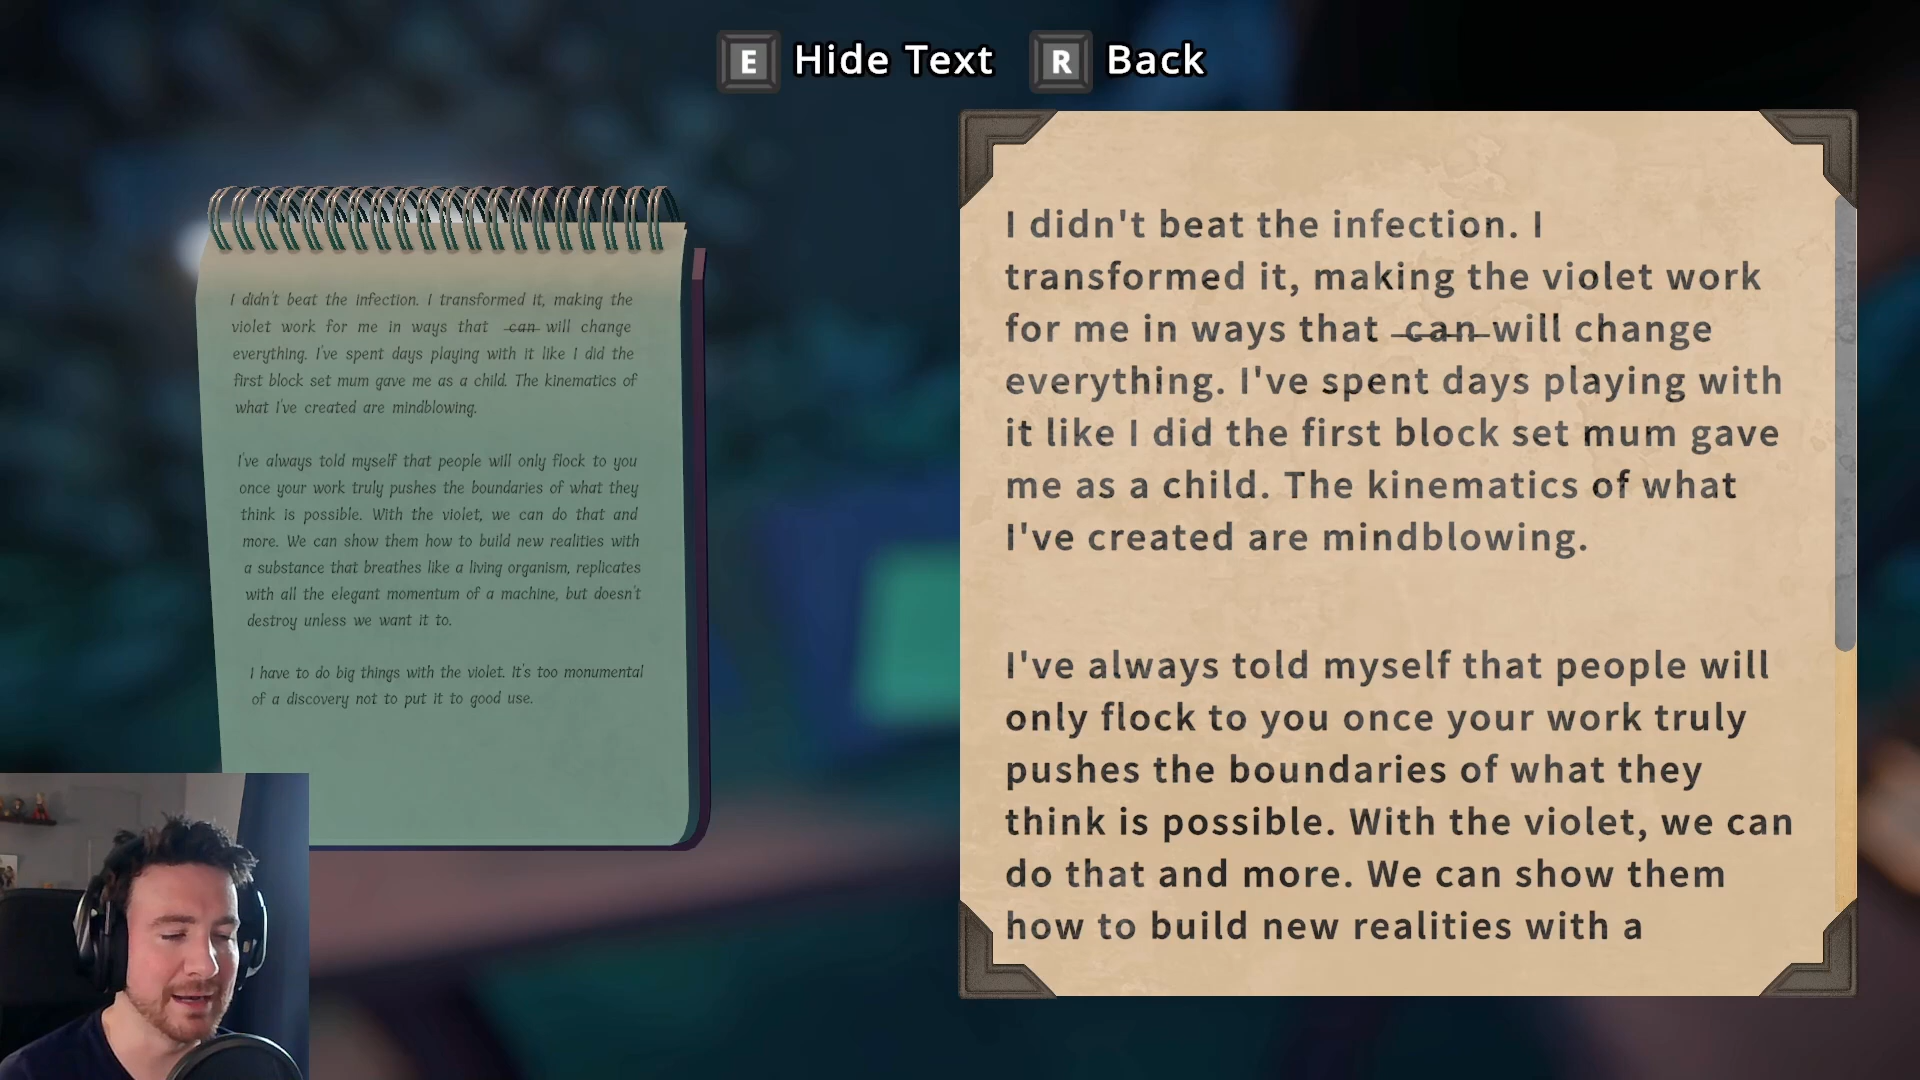 E Hide Text R Back
I didn't beat the infection. I transformed it, making the
violet work for me in ways that can will change
everything. I've spent days playing with it like I did the
first block set mum gave me as a child. The kinematics of
what I've created are mindblowing.
I've always told myself that people will only flock to you
once your work truly pushes the boundaries of what they
think is possible. With the violet, we can do that and
more. We can show them how to build new realities with
a substance that breathes like a living organism, replicates
with all the elegant momentum of a machine, but doesn't
destroy unless we want it to.
I have to do big things with the violet. It's too monumental
of a discovery not to put it to good use.
I didn't beat the infection. I
transformed it, making the violet work
for me in ways that can will change
everything. I've spent days playing with
it like I did the first block set mum gave
me as a child. The kinematics of what
I've created are mindblowing.
I've always told myself that people will
only flock to you once your work truly
pushes the boundaries of what they
think is possible. With the violet, we can
do that and more. We can show them
how to build new realities with a